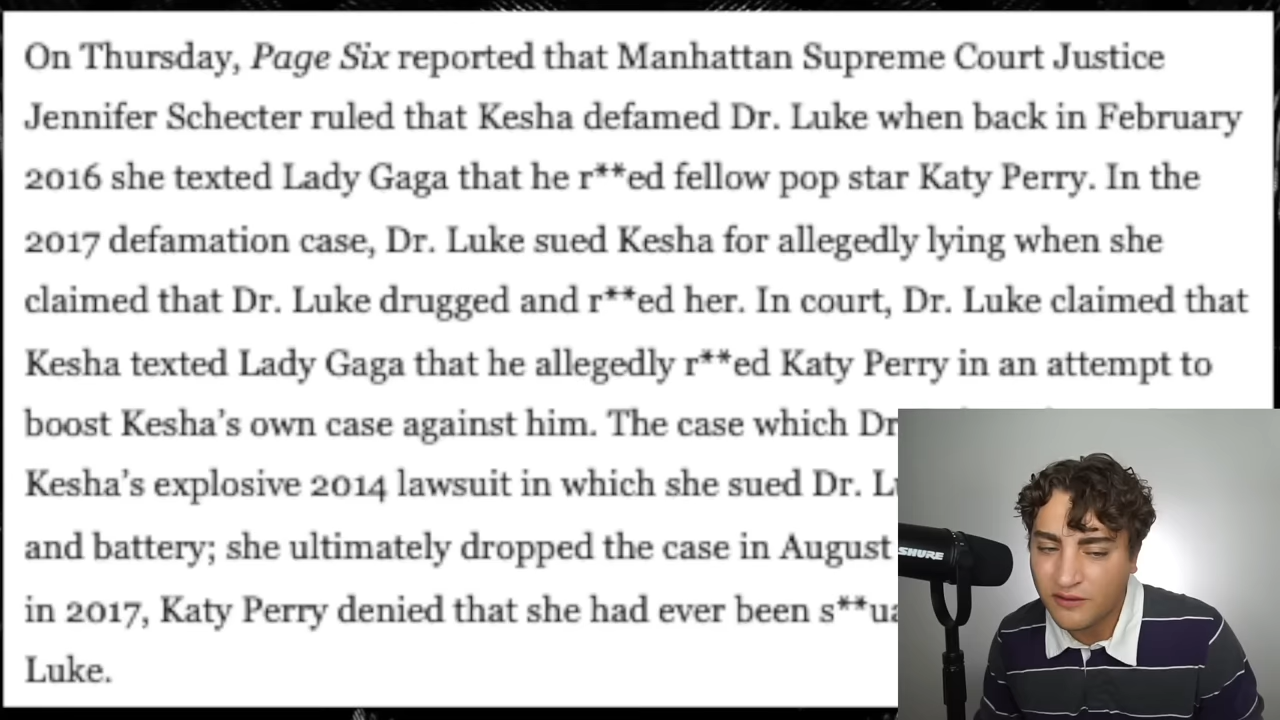 On Thursday, Page Six reported that Manhattan Supreme Court Justice
Jennifer Schecter ruled that Kesha defamed Dr. Luke when back in February
2016 she texted Lady Gaga that he r**ed fellow pop star Katy Perry. In the
2017 defamation case, Dr. Luke sued Kesha for allegedly lying when she
claimed that Dr. Luke drugged and r**ed her. In court, Dr. Luke claimed that
Kesha texted Lady Gaga that he allegedly r**ed Katy Perry in an attempt to
boost Kesha's own case against him. The case which Dr
Kesha's explosive 2014 lawsuit in which she sued Dr. L
and battery; she ultimately dropped the case in August
in 2017, Katy Perry denied that she had ever been s**ua
Luke.
SHURE